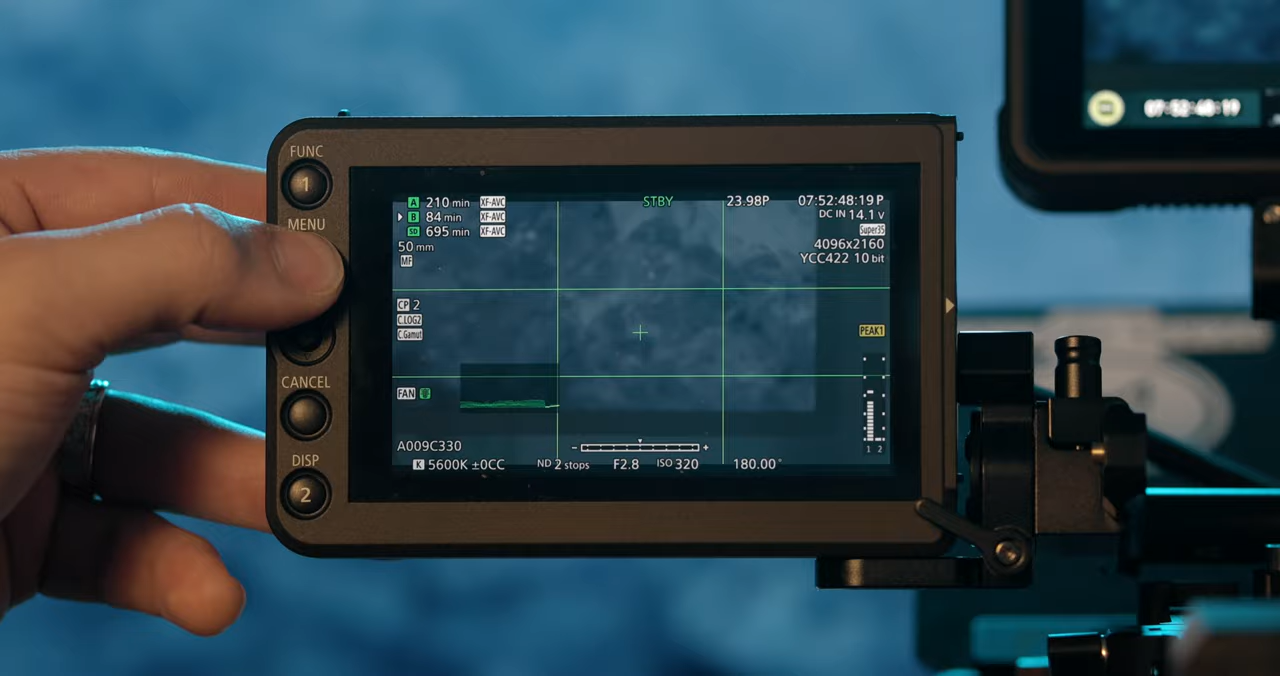 FUNC
1
MENU
CANCEL
DISP
2
A 210 min XF-AVC
B 84 min XF-AVC
SD 695 min XF-AVC
50 mm
MF
STBY
23.98P
07:52:48:19 P
DC IN 14.1 V
Super35
4096x2160
YCC422 10 bit
CP 2
C.LOG2
C.Gamut
PEAK1
FAN
A009C330
- +
1 2
K 5600K ±0CC ND 2 stops F2.8 ISO 320 180.00°
07:52:48:19